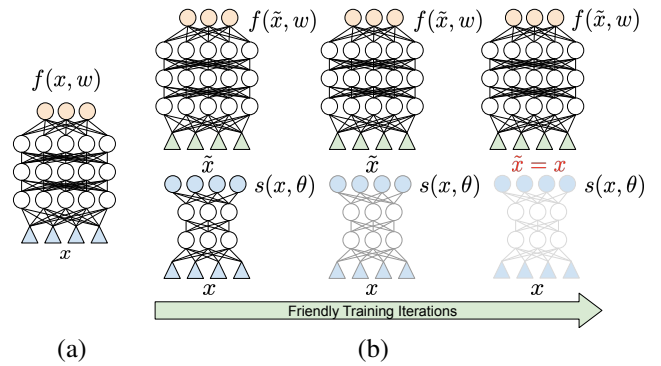 f(x, w)
x
(a)
f(x̃, w)
f(x̃, w)
f(x̃, w)
x̃
x̃
x̃ = x
s(x, θ)
s(x, θ)
s(x, θ)
x
x
x
Friendly Training Iterations
(b)